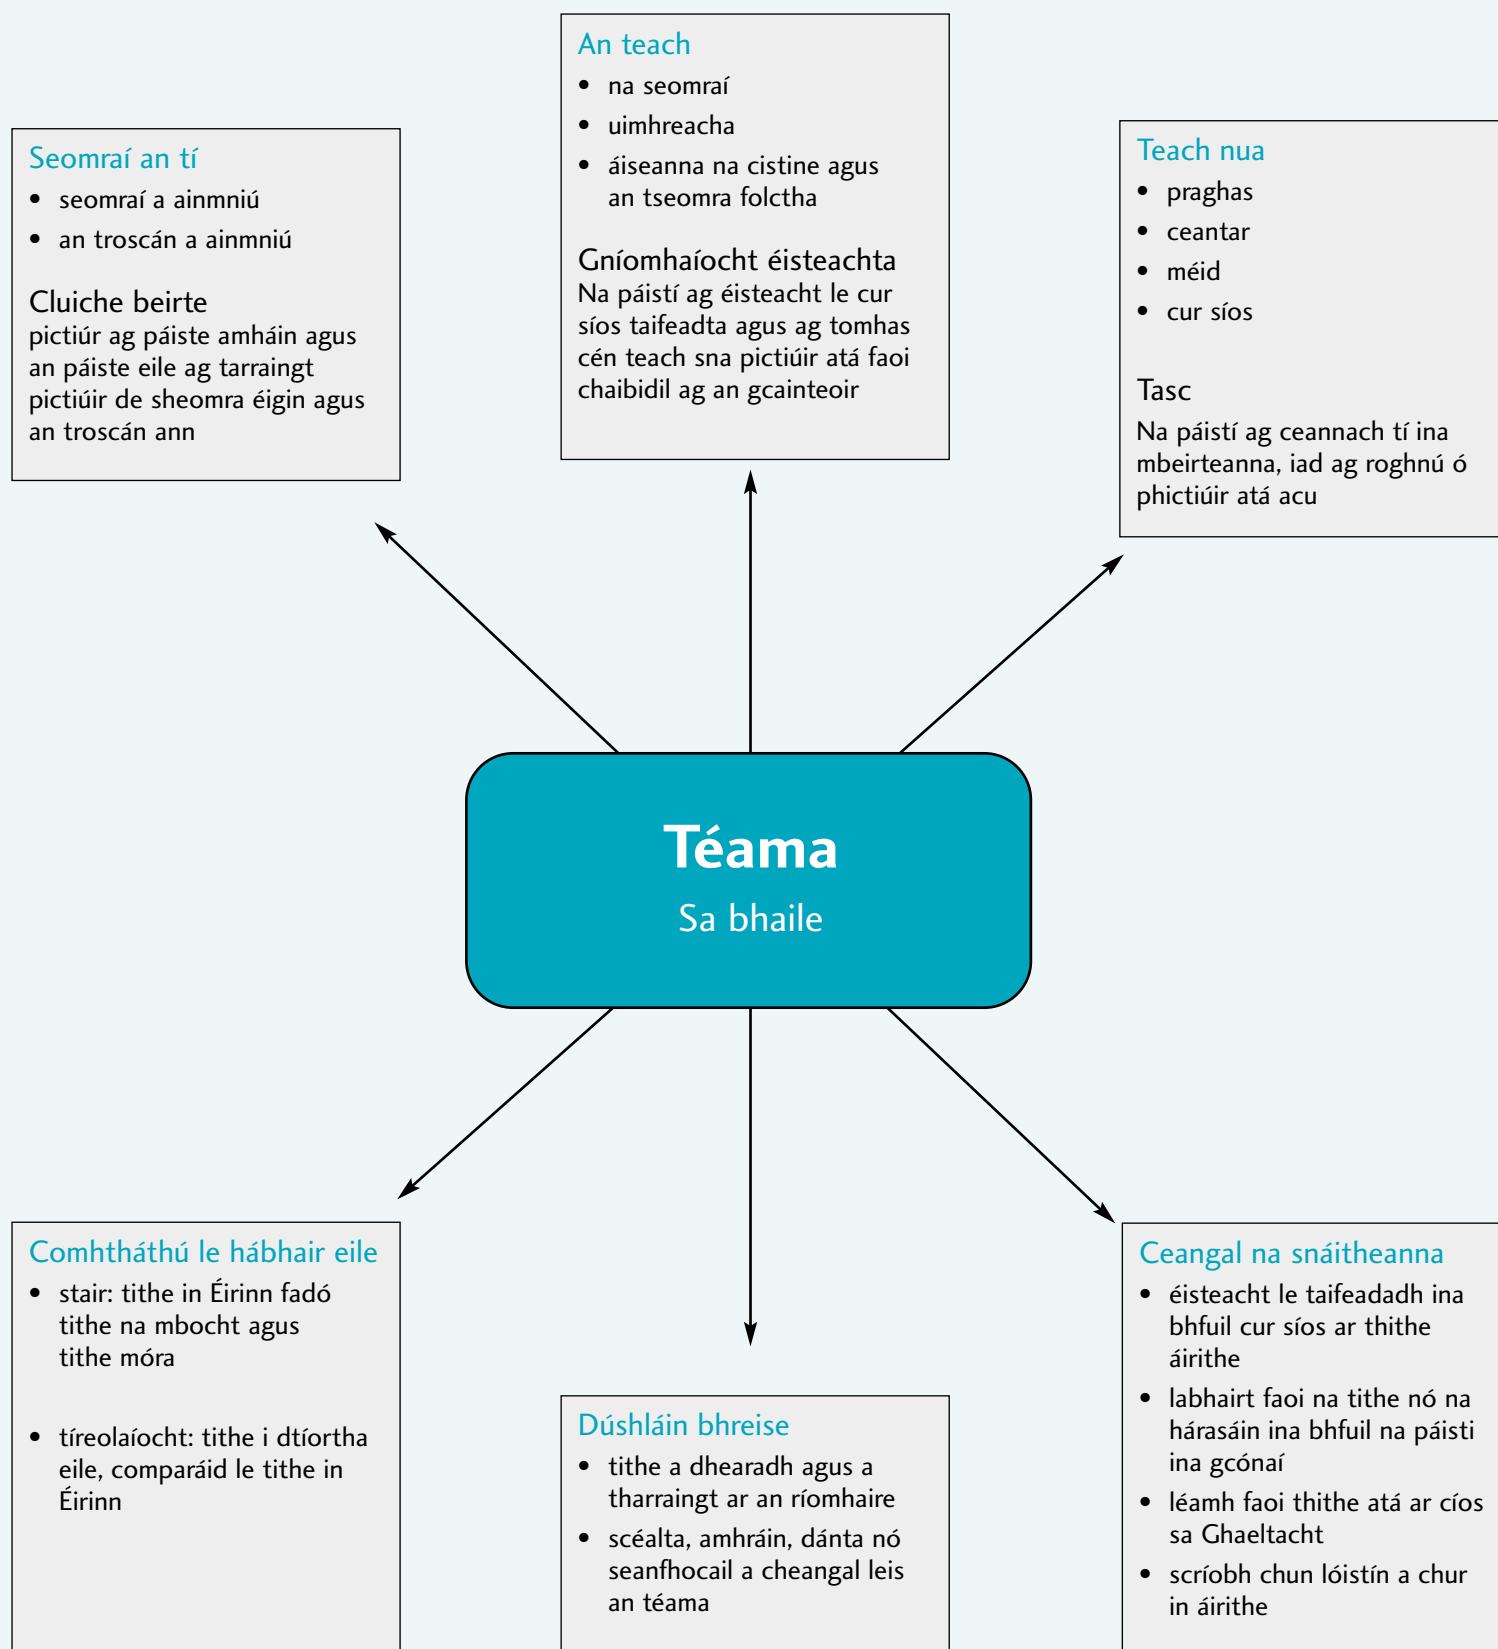 Seomraí an tí
• seomraí a ainmniú
• an troscán a ainmniú
Cluiche beirte
pictiúr ag páiste amháin agus
an páiste eile ag tarraingt
pictiúir de sheomra éigin agus
an troscán ann
An teach
• na seomraí
• uimhreacha
• áiseanna na cistine agus
an tseomra folctha
Gníomhaíocht éisteachta
Na páistí ag éisteacht le cur
síos taifeadta agus ag tomhas
cén teach sna pictiúir atá faoi
chaibidil ag an gcainteoir
Teach nua
• praghas
• ceantar
• méid
• cur síos
Tasc
Na páistí ag ceannach tí ina
mbeirteanna, iad ag roghnú ó
phictiúir atá acu
Téama
Sa bhaile
Comhtháthú le hábhair eile
• stair: tithe in Éirinn fadó
tithe na mbocht agus
tithe móra
• tíreolaíocht: tithe i dtíortha
eile, comparáid le tithe in
Éirinn
Dúshláin bhreise
• tithe a dhearadh agus a
tharraingt ar an ríomhaire
• scéalta, amhráin, dánta nó
seanfhocail a cheangal leis
an téama
Ceangal na snáitheanna
• éisteacht le taifeadadh ina
bhfuil cur síos ar thithe
áirithe
• labhairt faoi na tithe nó na
hárasáin ina bhfuil na páisti
ina gcónaí
• léamh faoi thithe atá ar cíos
sa Ghaeltacht
• scríobh chun lóistín a chur
in áirithe